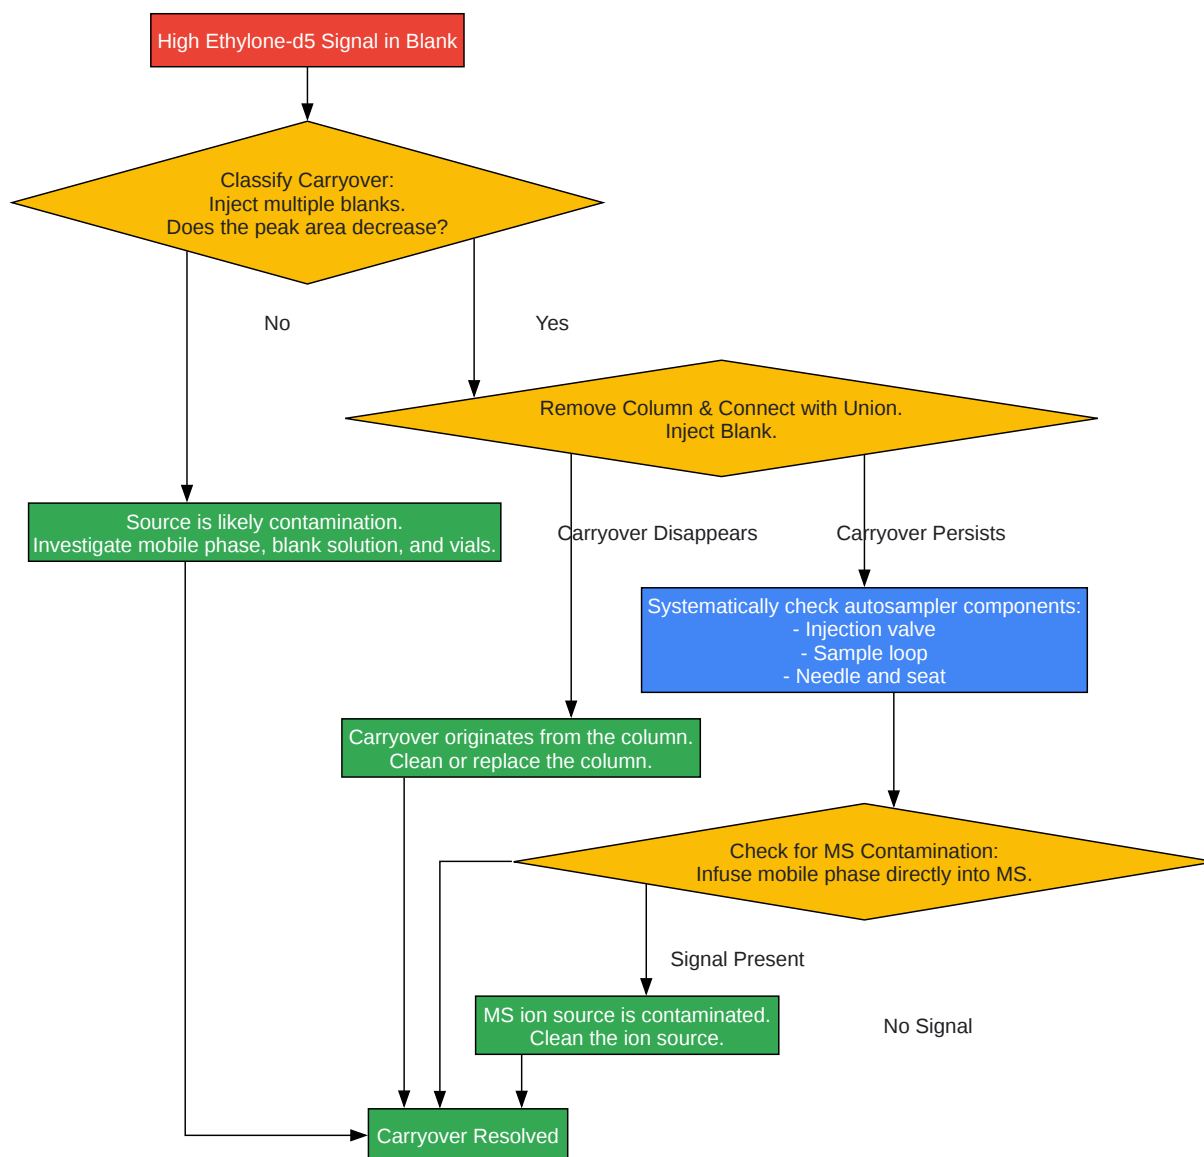 High Ethylone-d5 Signal in Blank
Classify Carryover:
Inject multiple blanks.
Does the peak area decrease?
No
Yes
Remove Column & Connect with Union.
Inject Blank.
Source is likely contamination.
Investigate mobile phase, blank solution, and vials.
Carryover Disappears
Carryover Persists
Systematically check autosampler components:
- Injection valve
- Sample loop
- Needle and seat
Carryover originates from the column.
Clean or replace the column.
Check for MS Contamination:
Infuse mobile phase directly into MS.
Signal Present
MS ion source is contaminated.
Clean the ion source.
No Signal
Carryover Resolved